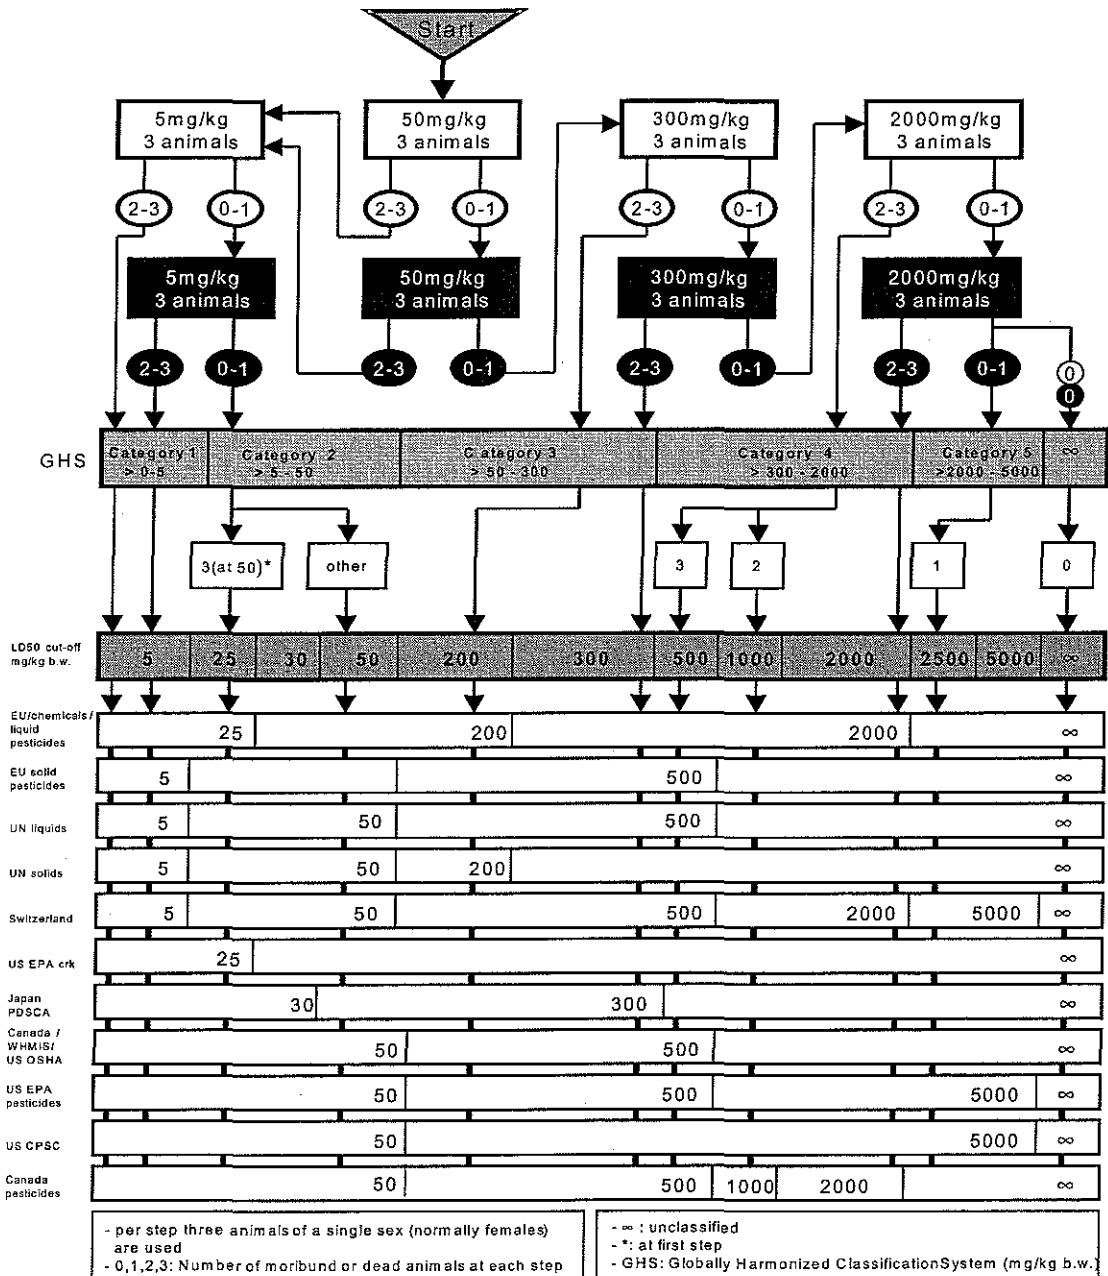 Start
5mg/kg
3 animals
50mg/kg
3 animals
300mg/kg
3 animals
2000mg/kg
3 animals
2-3 0-1 2-3 0-1 2-3 0-1 2-3 0-1
5mg/kg
3 animals
50mg/kg
3 animals
300mg/kg
3 animals
2000mg/kg
3 animals
2-3 0-1 2-3 0-1 2-3 0-1 2-3 0-1 0
0
GHS
Category 1
> 0-5
Category 2
> 5 - 50
Category 3
> 50 - 300
Category 4
> 300 - 2000
Category 5
>2000 - 5000
∞
3(at 50)* other 3 2 1 0
LD50 cut-off
mg/kg b.w.
5 25 30 50 200 300 500 1000 2000 2500 5000 ∞
EU/chemicals/
liquid
pesticides
25 200 2000 ∞
EU solid
pesticides
5 500 ∞
UN liquids
5 50 500 ∞
UN solids
5 50 200 ∞
Switzerland
5 50 500 2000 5000 ∞
US EPA crk
25 ∞
Japan
PDSCA
30 300 ∞
Canada /
WHMIS/
US OSHA
50 500 ∞
US EPA
pesticides
50 500 5000 ∞
US CPSC
50 5000 ∞
Canada
pesticides
50 500 1000 2000 ∞
- per step three animals of a single sex (normally females)
are used
- 0,1,2,3: Number of moribund or dead animals at each step
- ∞ : unclassified
- *: at first step
- GHS: Globally Harmonized ClassificationSystem (mg/kg b.w.)